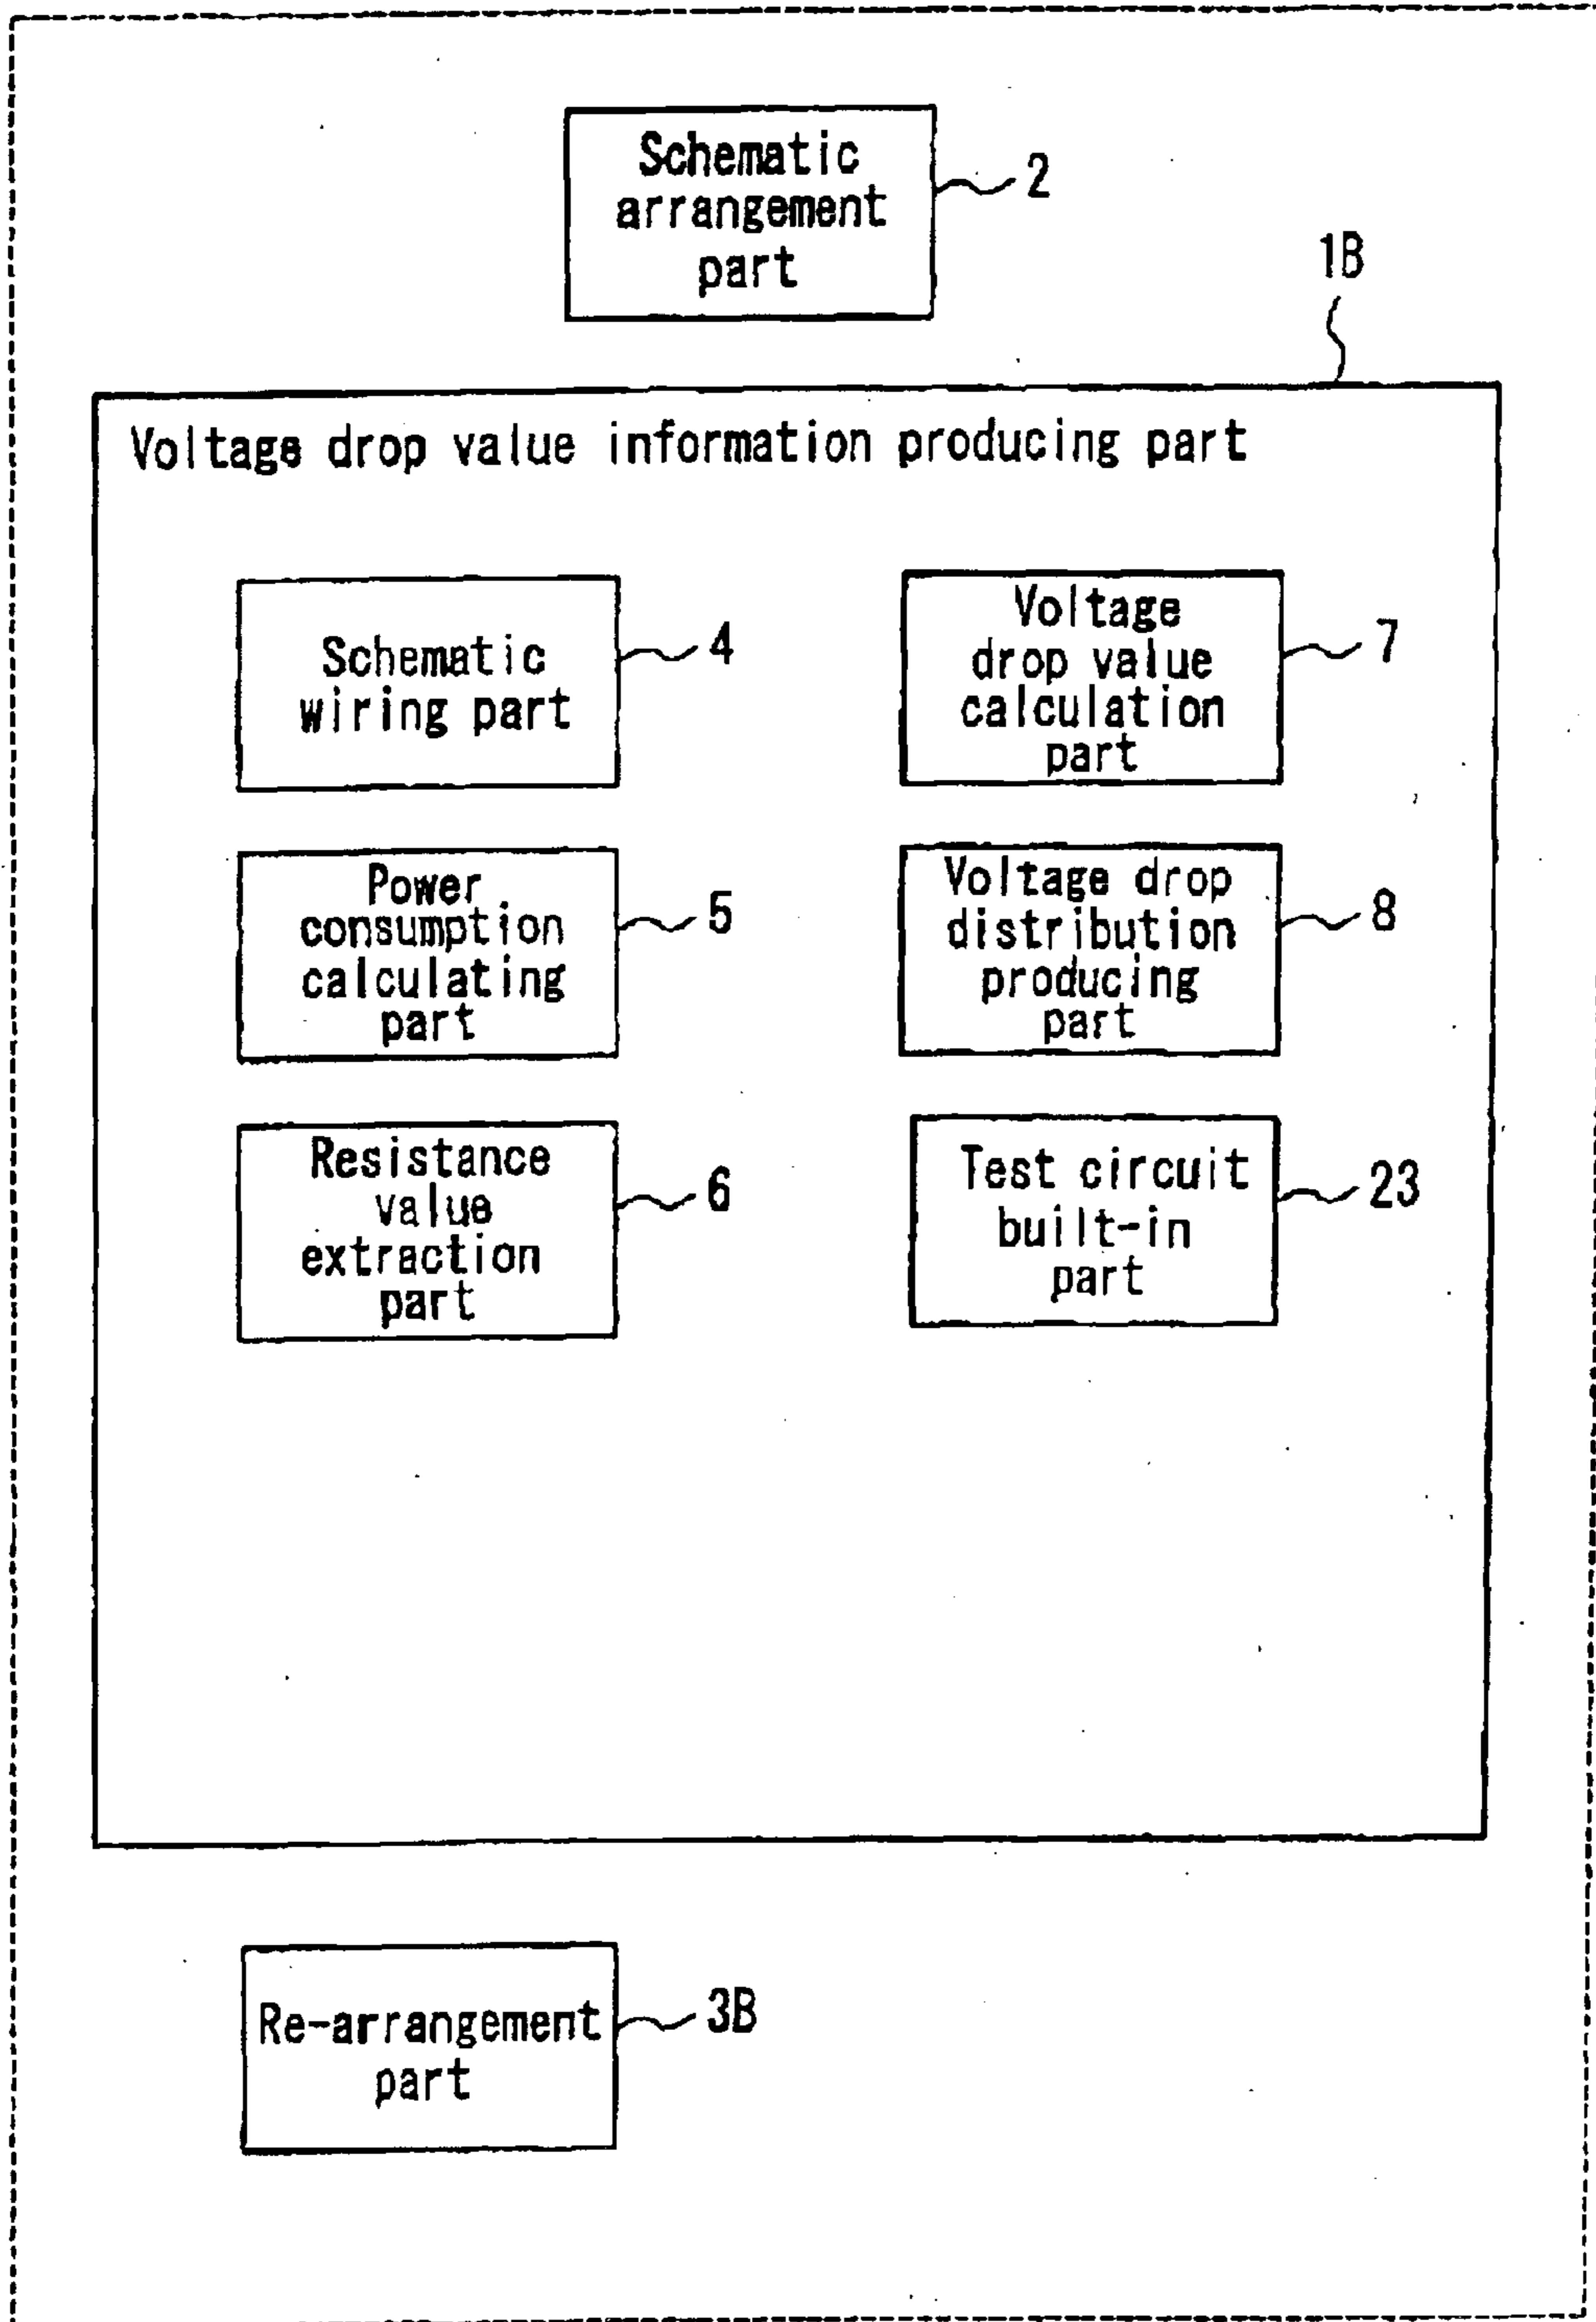 Schematic
arrangement
part
2
1B
Voltage drop value information producing part
Schematic
wiring part
4
Voltage
drop value
calculation
part
7
Power
consumption
calculating
part
5
Voltage drop
distribution
producing
part
8
Resistance
value
extraction
part
6
Test circuit
built-in
part
23
Re-arrangement
part
3B